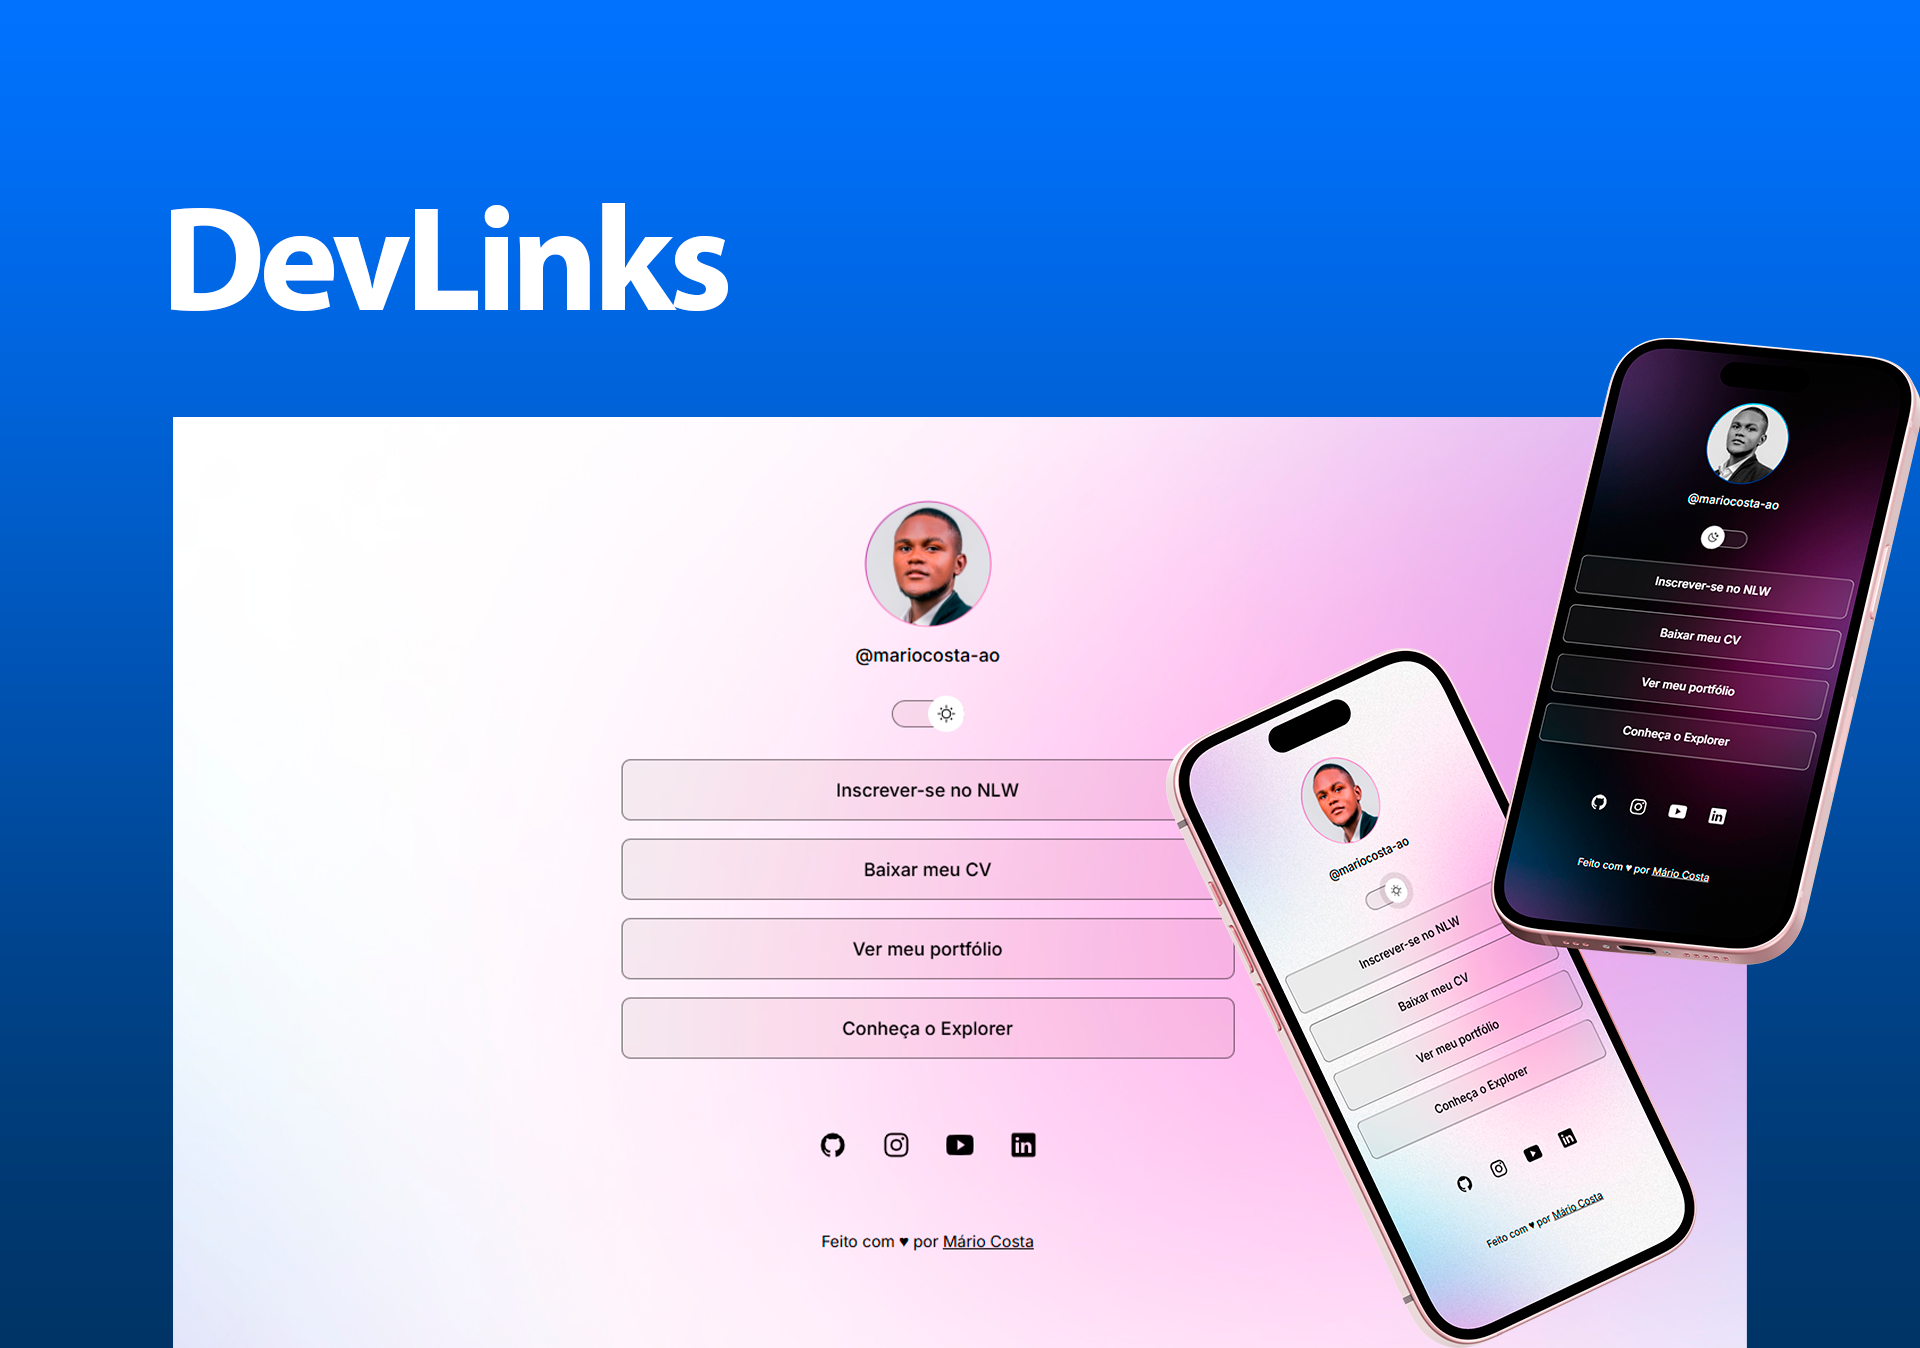 DevLinks
@mariocosta-ao
Inscrever-se no NLW
Baixar meu CV
Ver meu portfólio
Conheça o Explorer
in
Feito com ♥ por Mário Costa
@mariocosta-ao
Inscrever-se no NLW
Baixar meu CV
Ver meu portfólio
Conheça o Explorer
in
Feito com ♥ por Mário Costa
@mariocosta-ao
Inscrever-se no NLW
Baixar meu CV
Ver meu portfólio
Conheça o Explorer
in
Feito com ♥ por Mário Costa